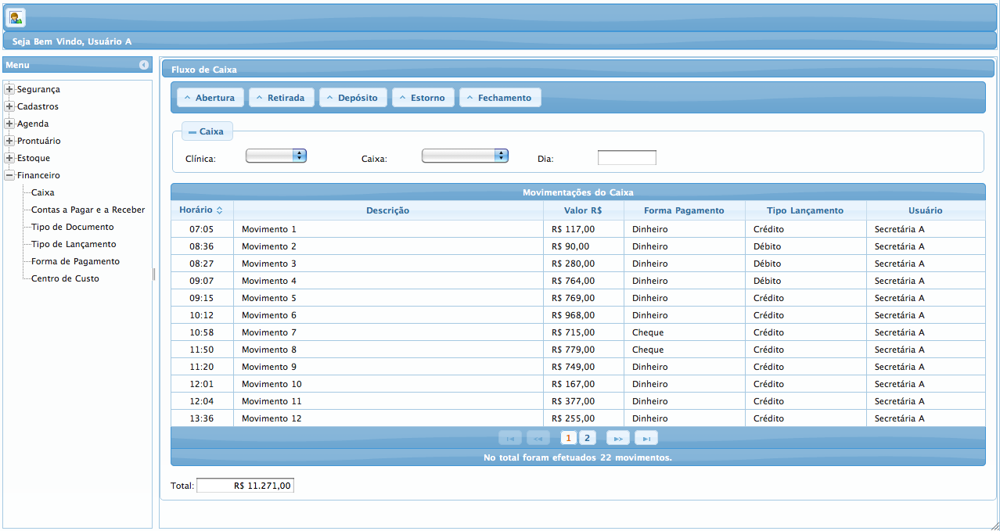 Seja Bem Vindo, Usuário A
Menu
Segurança
Cadastros
Agenda
Prontuário
Estoque
Financeiro
Caixa
Contas a Pagar e a Receber
Tipo de Documento
Tipo de Lançamento
Forma de Pagamento
Centro de Custo
Fluxo de Caixa
Abertura Retirada Depósito Estorno Fechamento
Caixa
Clínica: Caixa: Dia:
Movimentações do Caixa
Horário Descrição Valor R$ Forma Pagamento Tipo Lançamento Usuário
07:05 Movimento 1 R$ 117,00 Dinheiro Crédito Secretária A
08:36 Movimento 2 R$ 90,00 Dinheiro Débito Secretária A
08:27 Movimento 3 R$ 280,00 Dinheiro Débito Secretária A
09:07 Movimento 4 R$ 764,00 Dinheiro Débito Secretária A
09:15 Movimento 5 R$ 769,00 Dinheiro Crédito Secretária A
10:12 Movimento 6 R$ 968,00 Dinheiro Crédito Secretária A
10:58 Movimento 7 R$ 715,00 Cheque Crédito Secretária A
11:50 Movimento 8 R$ 779,00 Cheque Crédito Secretária A
11:20 Movimento 9 R$ 749,00 Dinheiro Crédito Secretária A
12:01 Movimento 10 R$ 167,00 Dinheiro Crédito Secretária A
12:04 Movimento 11 R$ 377,00 Dinheiro Crédito Secretária A
13:36 Movimento 12 R$ 255,00 Dinheiro Crédito Secretária A
1 2
No total foram efetuados 22 movimentos.
Total: R$ 11.271,00